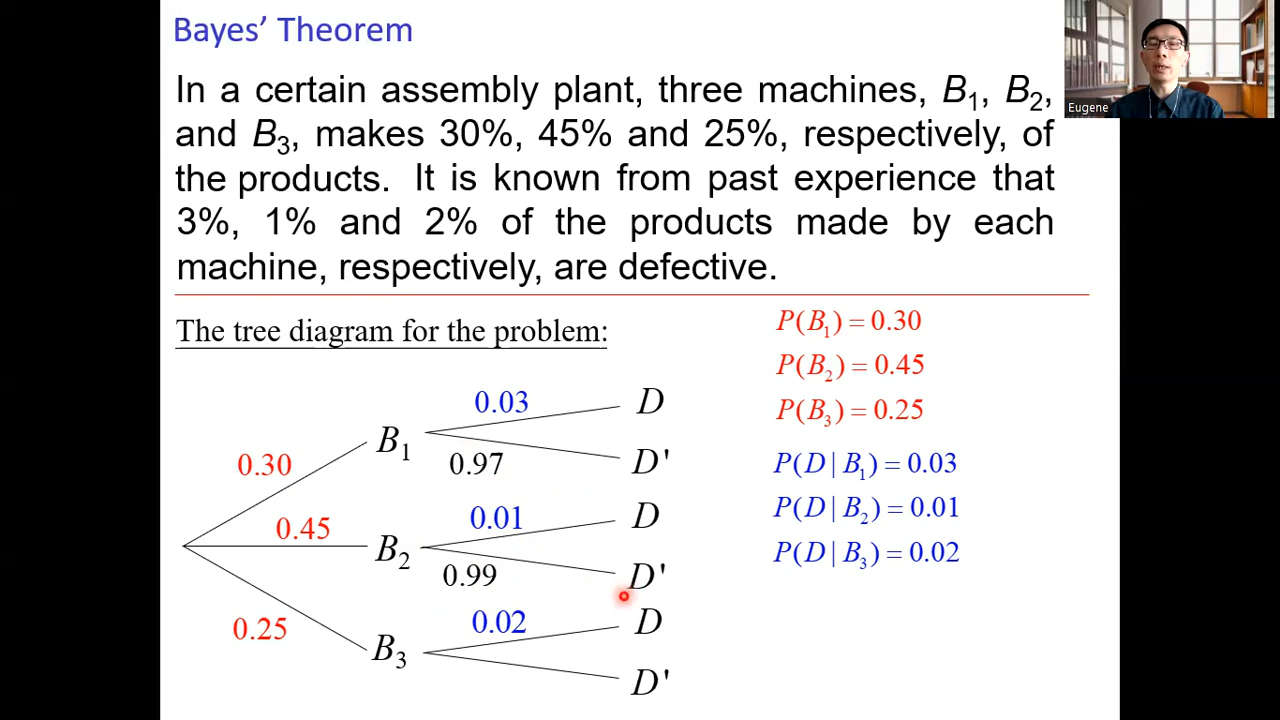 Bayes’ Theorem
Eugene
In a certain assembly plant, three machines, B₁, B₂,
and B₃, makes 30%, 45% and 25%, respectively, of
the products. It is known from past experience that
3%, 1% and 2% of the products made by each
machine, respectively, are defective.
The tree diagram for the problem:
P(B₁) = 0.30
P(B₂) = 0.45
P(B₃) = 0.25
P(D | B₁) = 0.03
P(D | B₂) = 0.01
P(D | B₃) = 0.02
0.03
D
0.30
B₁
0.97
D'
0.01
D
0.45
B₂
0.99
D'
0.02
D
0.25
B₃
D'